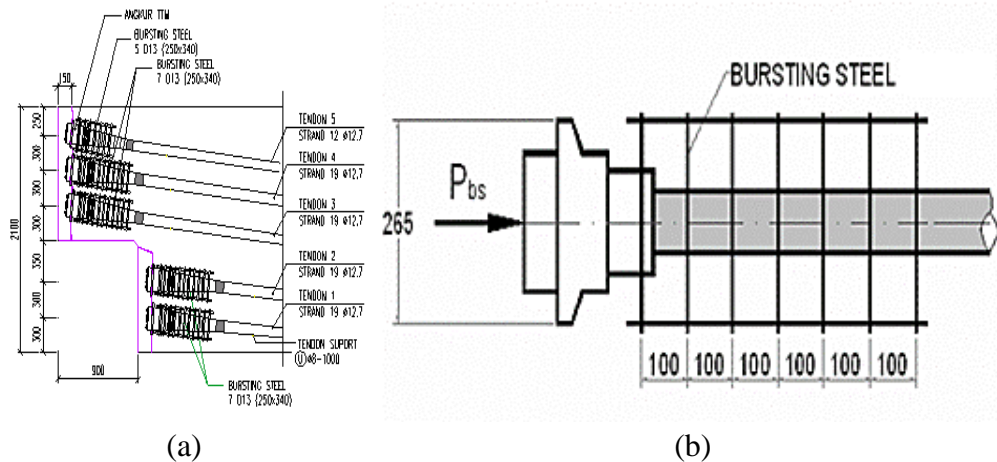 ANGKUR TTM
BURSTING STEEL
5 D13 (250x340)
BURSTING STEEL
7 D13 (250x340)
150
250
300
300
300
350
300
300
2100
900
TENDON 5
STRAND 12 ø12,7
TENDON 4
STRAND 19 ø12,7
TENDON 3
STRAND 19 ø12,7
TENDON 2
STRAND 19 ø12,7
TENDON 1
STRAND 19 ø12,7
TENDON SUPORT
BURSTING STEEL
7 D13 (250x340)
(a)
BURSTING STEEL
Pbs
265
100 100 100 100 100 100
(b)